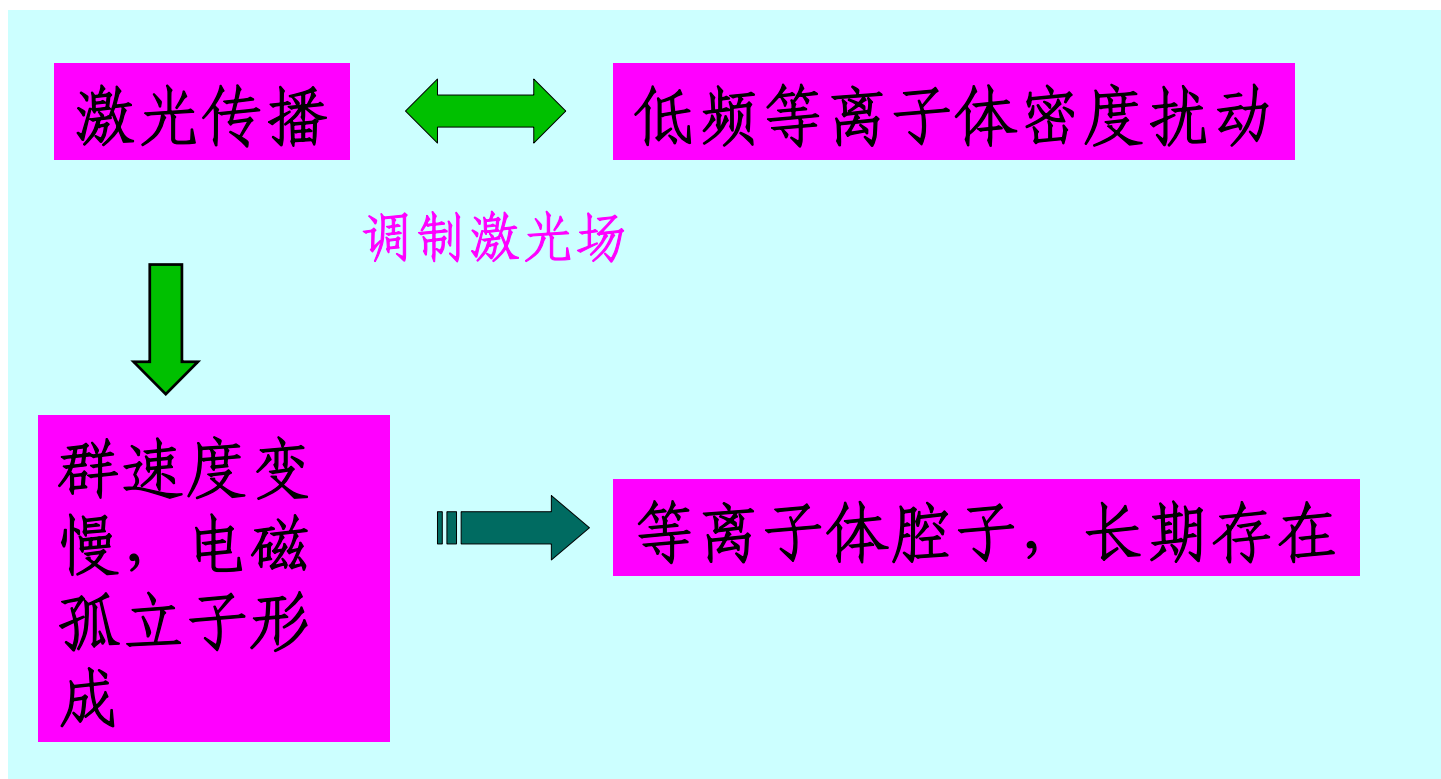 激光传播
低频等离子体密度扰动
调制激光场
群速度变
慢，电磁
孤立子形
成
等离子体腔子，长期存在